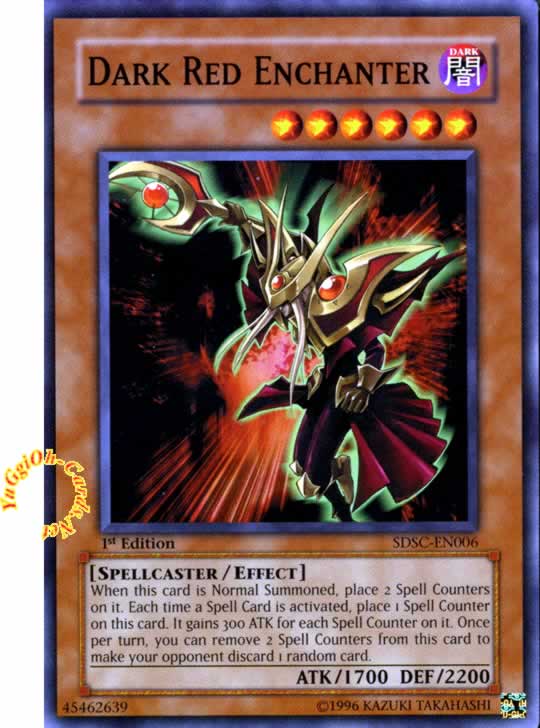 DARK RED ENCHANTER
DARK
闇
YuGgiOh-Cards.Net
1st Edition
SDSC-EN006
[SPELLCASTER / EFFECT]
When this card is Normal Summoned, place 2 Spell Counters
on it. Each time a Spell Card is activated, place 1 Spell Counter
on this card. It gains 300 ATK for each Spell Counter on it. Once
per turn, you can remove 2 Spell Counters from this card to
make your opponent discard 1 random card.
ATK/1700 DEF/2200
45462639
©1996 KAZUKI TAKAHASHI